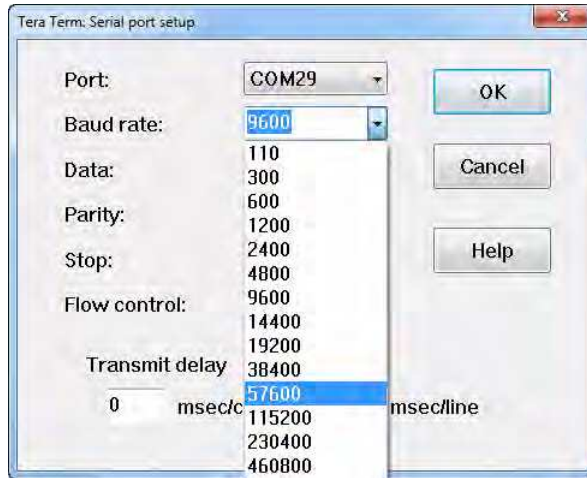 Tera Term: Serial port setup
Port:
COM29
OK
Baud rate:
9600
110
300
600
1200
2400
4800
9600
14400
19200
38400
57600
115200
230400
460800
Data:
Cancel
Parity:
Stop:
Help
Flow control:
Transmit delay
0
msec/c
msec/line